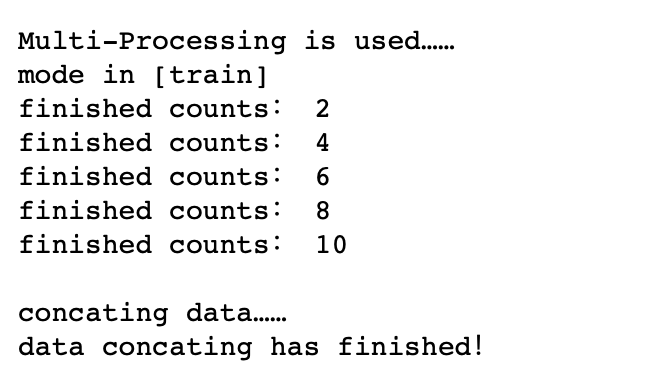 Multi-Processing is used……
mode in [train]
finished counts： 2
finished counts： 4
finished counts： 6
finished counts： 8
finished counts： 10
concating data……
data concating has finished！